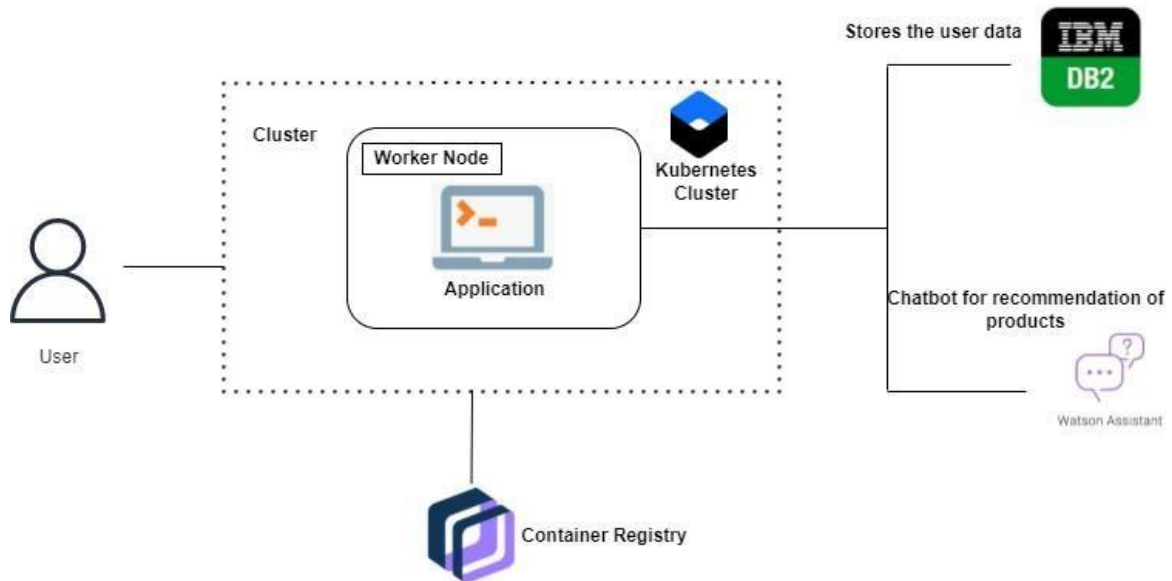 Stores the user data
IBM
DB2
Cluster
Worker Node
Kubernetes
Cluster
Application
User
Chatbot for recommendation of
products
Watson Assistant
Container Registry